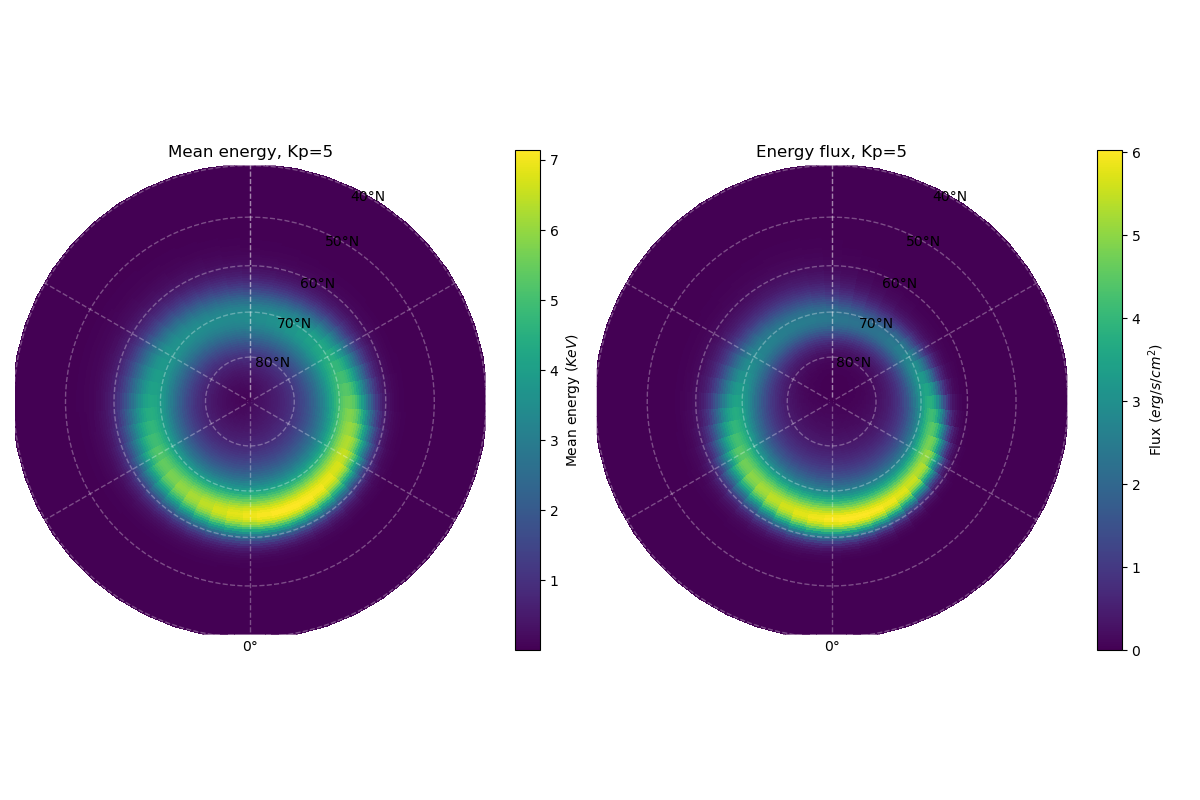 Mean energy, Kp=5
40°N
50°N
60°N
70°N
80°N
0°
7
6
5
4
3
2
1
Mean energy (KeV)
Energy flux, Kp=5
40°N
50°N
60°N
70°N
80°N
0°
6
5
4
3
2
1
0
Flux (erg/s/cm²)